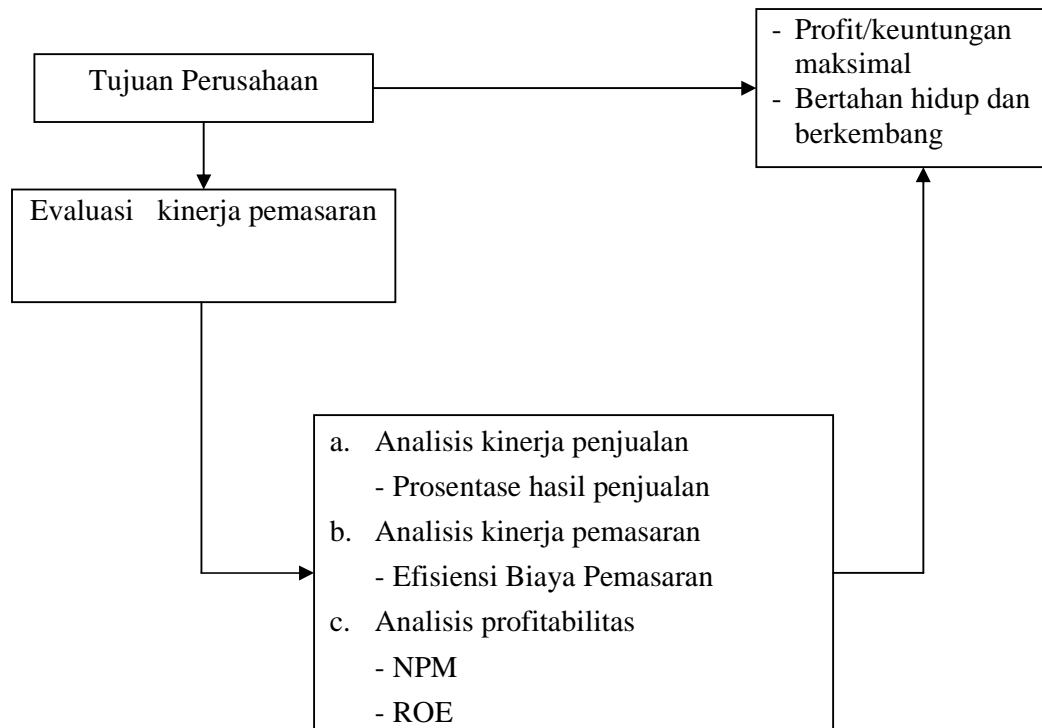 Tujuan Perusahaan
- Profit/keuntungan
maksimal
- Bertahan hidup dan
berkembang
Evaluasi kinerja pemasaran
a. Analisis kinerja penjualan
- Prosentase hasil penjualan
b. Analisis kinerja pemasaran
- Efisiensi Biaya Pemasaran
c. Analisis profitabilitas
- NPM
- ROE